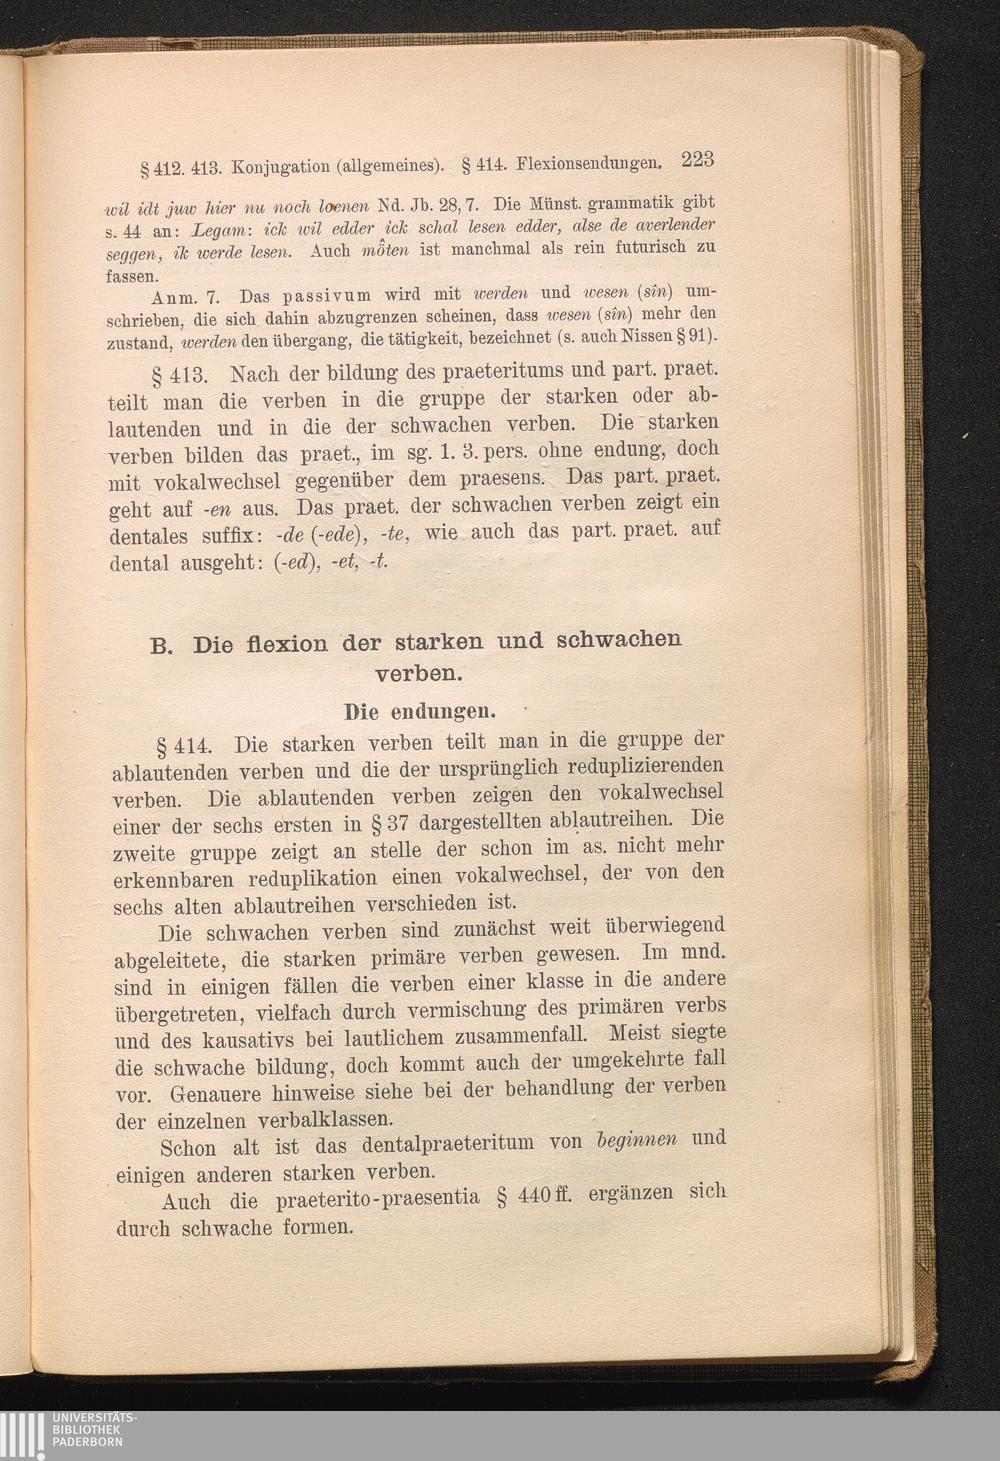 § 412. 413. Konjugation (allgemeines). § 414. Flexionsendungen. 223
wil idt juw hier nu noch loenen Nd. Jb. 28, 7. Die Münst. grammatik gibt
s. 44 an: Legam: ick wil edder ick schal lesen edder, alse de averlender
seggen, ik werde lesen. Auch mö̂ten ist manchmal als rein futurisch zu
fassen.
Anm. 7. Das passivum wird mit werden und wesen (sîn) um-
schrieben, die sich dahin abzugrenzen scheinen, dass wesen (sîn) mehr den
zustand, werden den übergang, die tätigkeit, bezeichnet (s. auch Nissen § 91).
§ 413. Nach der bildung des praeteritums und part. praet.
teilt man die verben in die gruppe der starken oder ab-
lautenden und in die der schwachen verben. Die starken
verben bilden das praet., im sg. 1. 3. pers. ohne endung, doch
mit vokalwechsel gegenüber dem praesens. Das part. praet.
geht auf -en aus. Das praet. der schwachen verben zeigt ein
dentales suffix: -de (-ede), -te, wie auch das part. praet. auf
dental ausgeht: (-ed), -et, -t.
B. Die flexion der starken und schwachen
verben.
Die endungen.
§ 414. Die starken verben teilt man in die gruppe der
ablautenden verben und die der ursprünglich reduplizierenden
verben. Die ablautenden verben zeigen den vokalwechsel
einer der sechs ersten in § 37 dargestellten ablautreihen. Die
zweite gruppe zeigt an stelle der schon im as. nicht mehr
erkennbaren reduplikation einen vokalwechsel, der von den
sechs alten ablautreihen verschieden ist.
Die schwachen verben sind zunächst weit überwiegend
abgeleitete, die starken primäre verben gewesen. Im mnd.
sind in einigen fällen die verben einer klasse in die andere
übergetreten, vielfach durch vermischung des primären verbs
und des kausativs bei lautlichem zusammenfall. Meist siegte
die schwache bildung, doch kommt auch der umgekehrte fall
vor. Genauere hinweise siehe bei der behandlung der verben
der einzelnen verbalklassen.
Schon alt ist das dentalpraeteritum von beginnen und
einigen anderen starken verben.
Auch die praeterito-praesentia § 440 ff. ergänzen sich
durch schwache formen.
UNIVERSITÄTS-
BIBLIOTHEK
PADERBORN